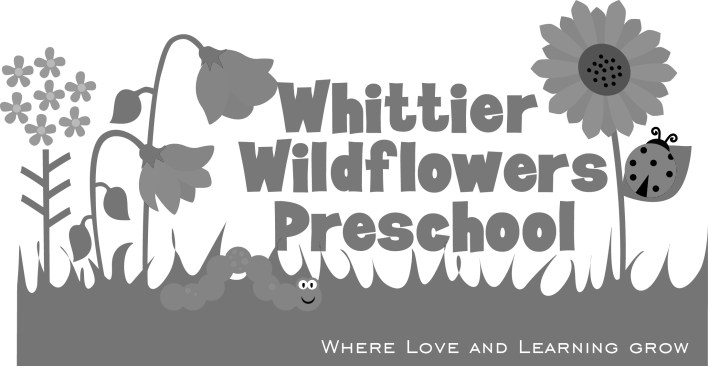 Whittier
Wildflowers
Preschool
Where Love and Learning grow